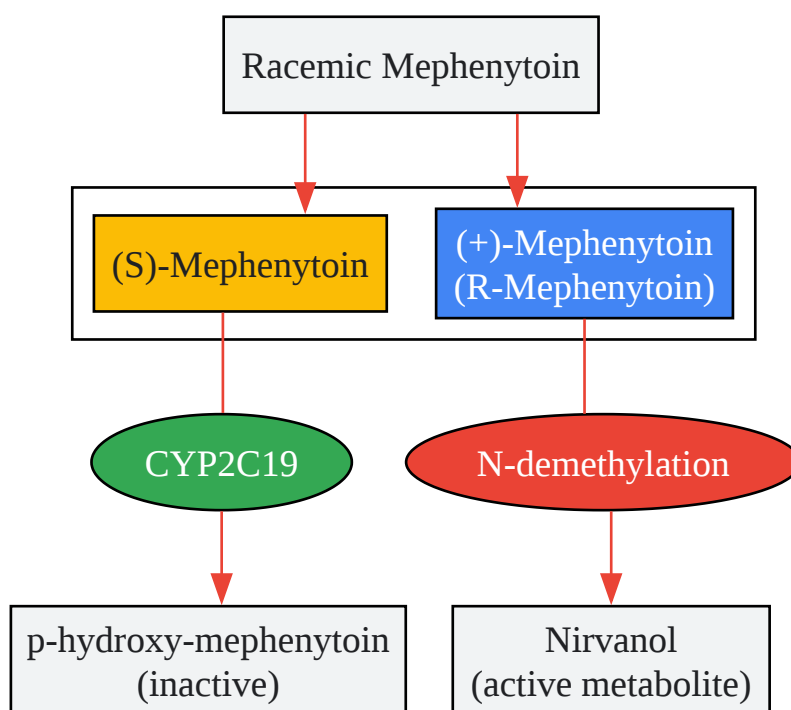 Racemic Mephenytoin
(S)-Mephenytoin
(+)-Mephenytoin
(R-Mephenytoin)
CYP2C19
N-demethylation
p-hydroxy-mephenytoin
(inactive)
Nirvanol
(active metabolite)